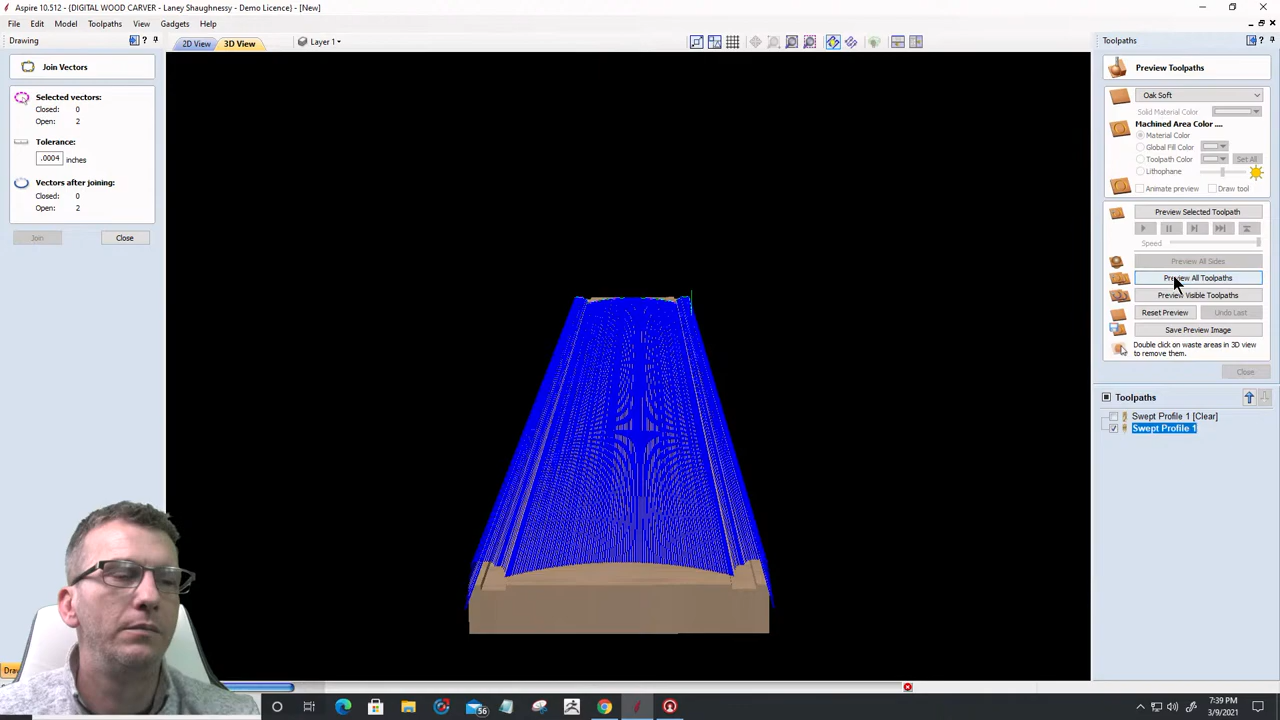 Aspire 10.512 - {DIGITAL WOOD CARVER - Laney Shaughnessy - Demo Licence} - [New]
File Edit Model Toolpaths View Gadgets Help
Drawing
2D View 3D View Layer 1
Toolpaths
Join Vectors
Selected vectors:
Closed: 0
Open: 2
Tolerance:
.0004 inches
Vectors after joining:
Closed: 0
Open: 2
Join Close
Preview Toolpaths
Oak Soft
Solid Material Color
Machined Area Color ....
Material Color
Global Fill Color
Toolpath Color Set All
Lithophane
Animate preview Draw tool
Preview Selected Toolpath
Speed
Preview All Sides
Preview All Toolpaths
Preview Visible Toolpaths
Reset Preview Undo Last
Save Preview Image
Double click on waste areas in 3D view
to remove them.
Close
Toolpaths
Swept Profile 1 [Clear]
Swept Profile 1
56
7:39 PM
3/9/2021